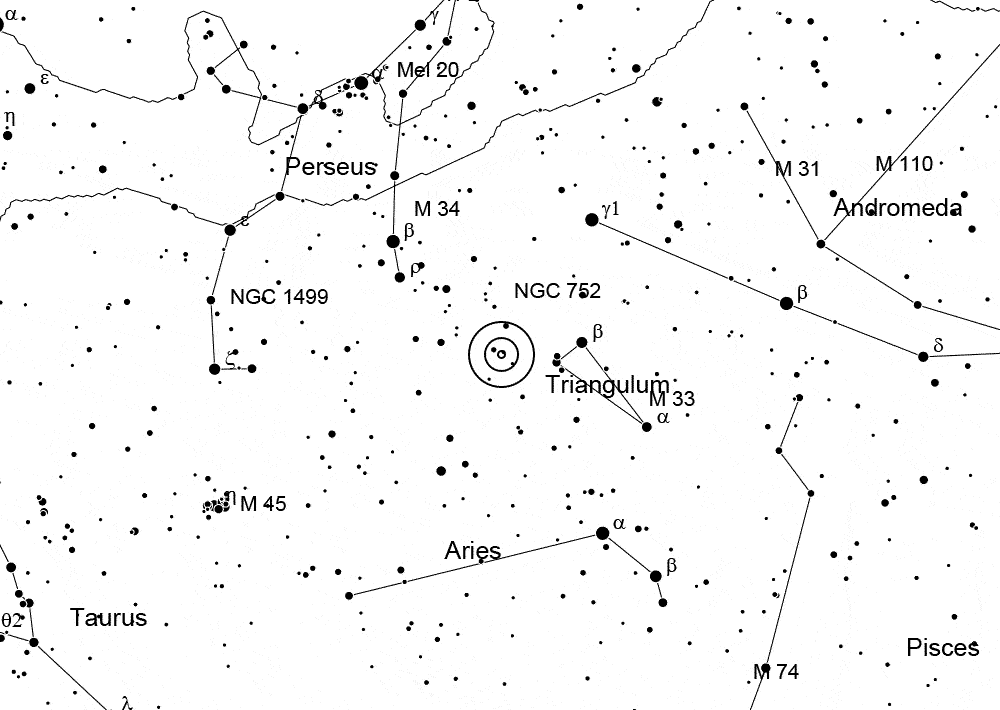 α
γ
α
Mel 20
ε
δ
η
Perseus
M 31
M 110
ε
M 34
γ1
Andromeda
β
ρ
NGC 1499
NGC 752
β
β
δ
ζ
Triangulum
M 33
α
η
M 45
α
Aries
β
θ2
Taurus
Pisces
M 74
λ